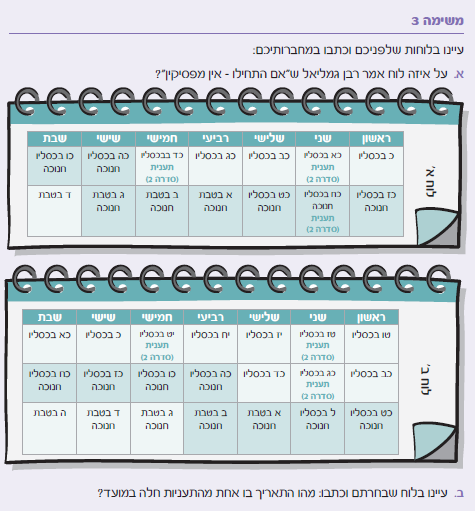 משימה 3
עיינו בלוחות שלפניכם וכתבו במחברותיכם:
א. על איזה לוח אמר רבן גמליאל ש"אם התחילו - אין מפסיקין"?
לוח א'
ראשון שני שלישי רביעי חמישי שישי שבת
כ בכסליו כא בכסליו כב בכסליו כג בכסליו כד בבכסליו כה בכסליו כו בכסליו
תענית תענית חנוכה חנוכה
(סדרה 2) (סדרה 2)
כז בכסליו כח בכסליו כט בכסליו א בטבת ב בטבת ג בטבת ד בטבת
חנוכה חנוכה חנוכה חנוכה חנוכה חנוכה
תענית
(סדרה 2)
לוח ב'
ראשון שני שלישי רביעי חמישי שישי שבת
טו בכסליו טז בכסליו יז בכסליו יח בכסליו יט בכסליו כ בכסליו כא בכסליו
תענית תענית
(סדרה 2) (סדרה 2)
כב בכסליו כג בכסליו כד בכסליו כה בכסליו כו בכסליו כז בכסליו כח בכסליו
תענית חנוכה חנוכה חנוכה חנוכה
(סדרה 2)
כט בכסליו ל בכסליו א בטבת ב בטבת ג בטבת ד בטבת ה בטבת
חנוכה חנוכה חנוכה חנוכה חנוכה חנוכה חנוכה
ב. עיינו בלוח שבחרתם וכתבו: מהו התאריך בו אחת מהתעניות חלה במועד?